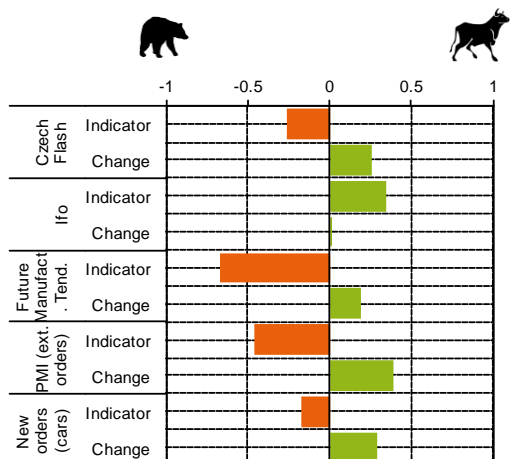 -1 -0.5 0 0.5 1
Czech
Flash
Indicator
Change
Ifo
Indicator
Change
Future
Manufact
. Tend.
Indicator
Change
PMI (ext.
orders)
Indicator
Change
New
orders
(cars)
Indicator
Change